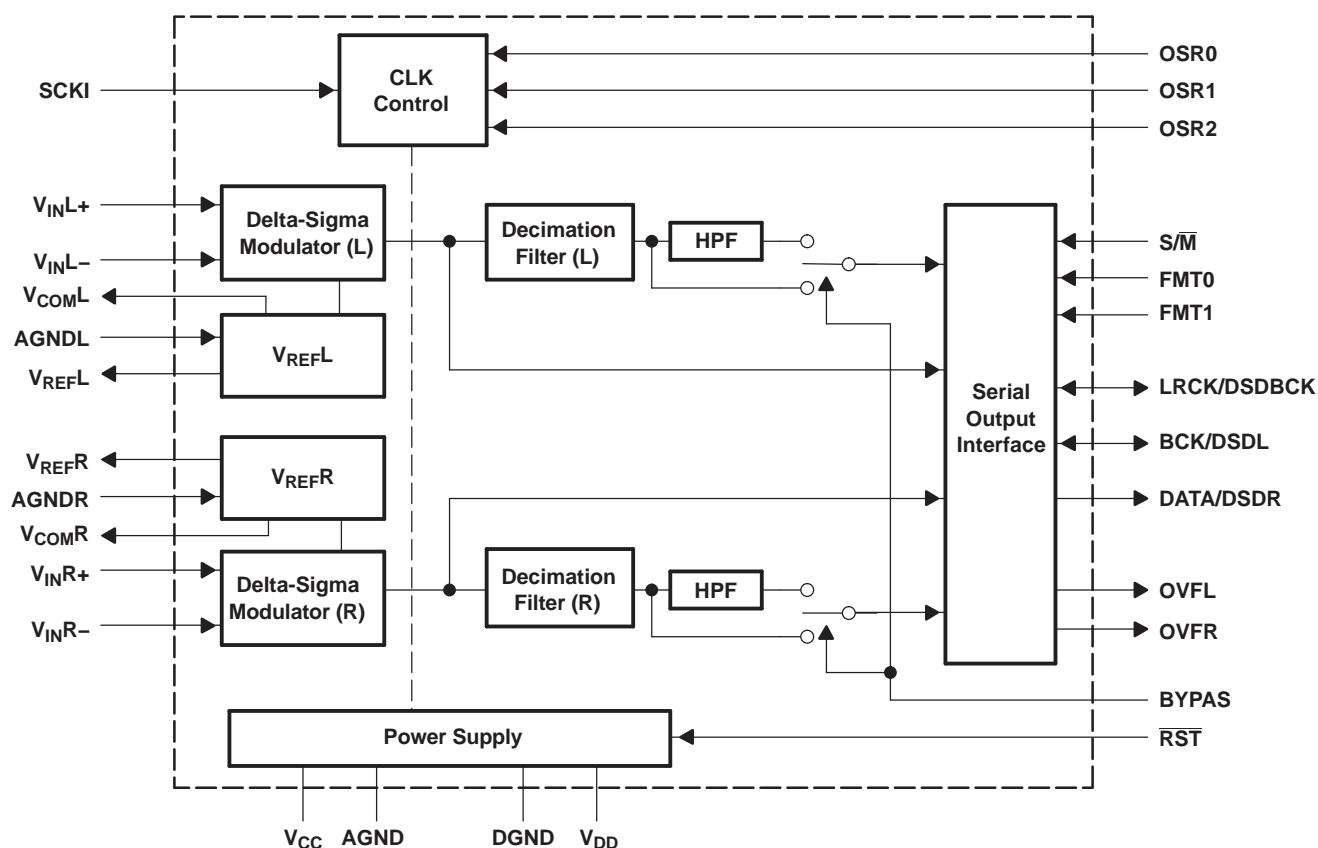 SCKI
CLK
Control
OSR0
OSR1
OSR2
VINL+
VINL–
VCOML
AGNDL
VREFL
Delta-Sigma
Modulator (L)
VREFL
Decimation
Filter (L)
HPF
Serial
Output
Interface
S/M̅
FMT0
FMT1
LRCK/DSDBCK
BCK/DSDL
DATA/DSDR
OVFL
OVFR
BYPAS
R̅S̅T̅
VREFR
AGNDR
VCOMR
VINR+
VINR–
VREFR
Delta-Sigma
Modulator (R)
Decimation
Filter (R)
HPF
Power Supply
VCC
AGND
DGND
VDD